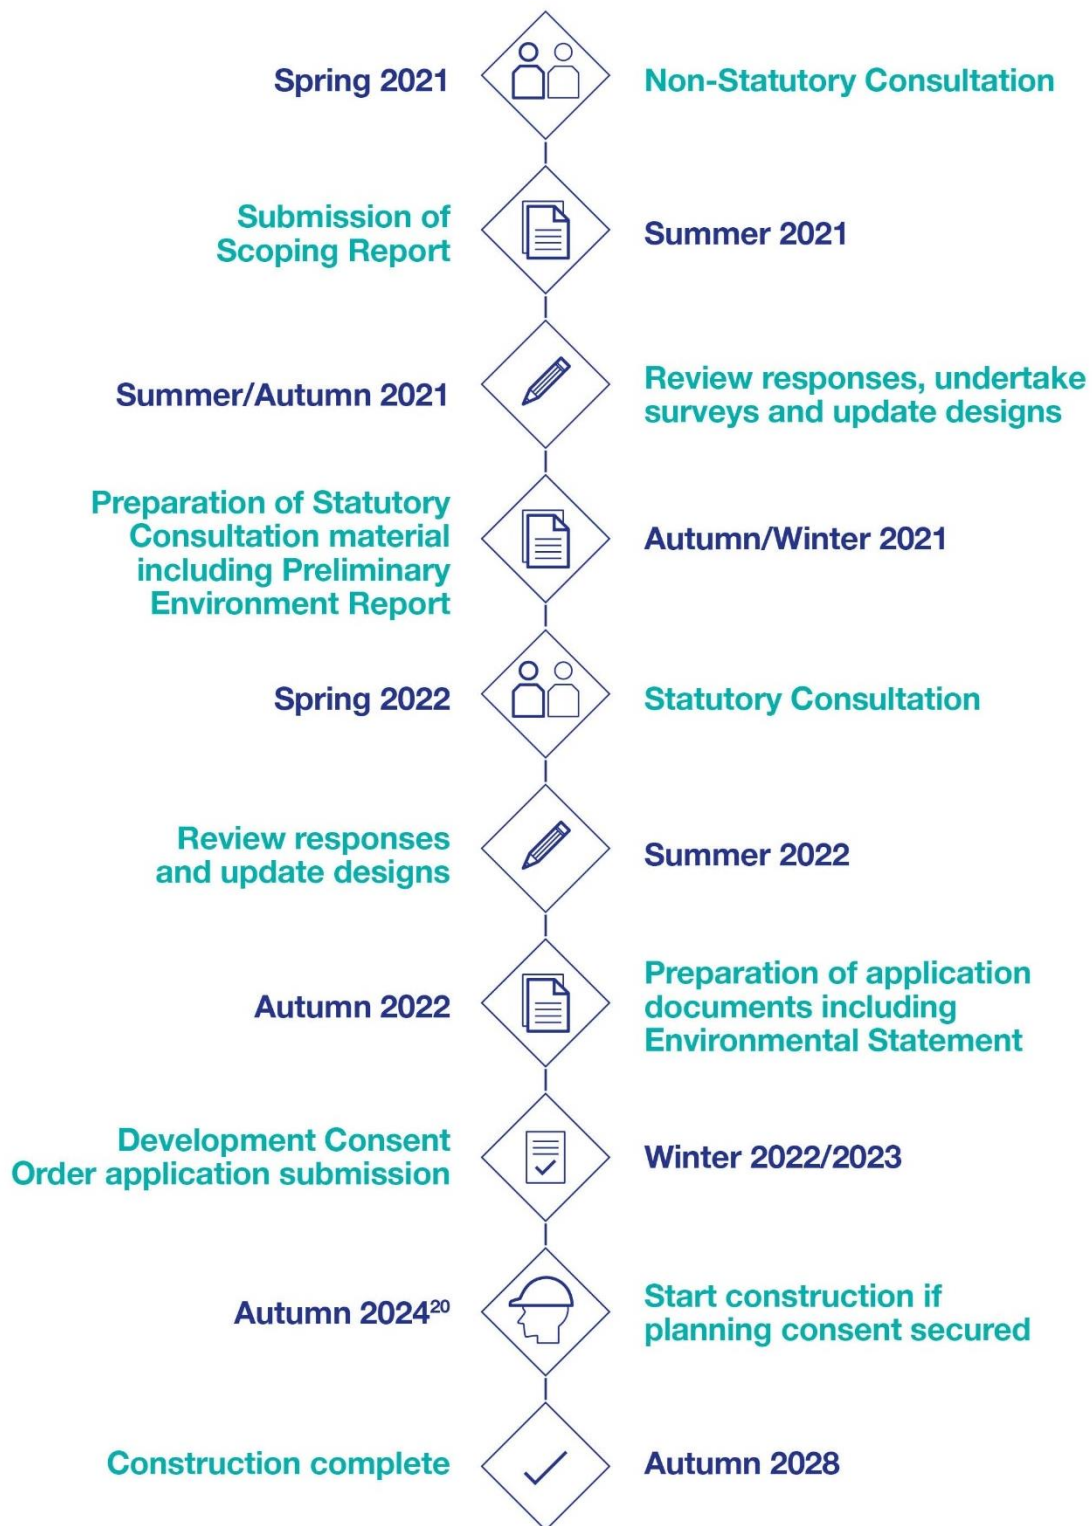 Spring 2021
Non-Statutory Consultation
Submission of
Scoping Report
Summer 2021
Summer/Autumn 2021
Review responses, undertake
surveys and update designs
Preparation of Statutory
Consultation material
including Preliminary
Environment Report
Autumn/Winter 2021
Spring 2022
Statutory Consultation
Review responses
and update designs
Summer 2022
Autumn 2022
Preparation of application
documents including
Environmental Statement
Development Consent
Order application submission
Winter 2022/2023
Autumn 2024²⁰
Start construction if
planning consent secured
Construction complete
Autumn 2028